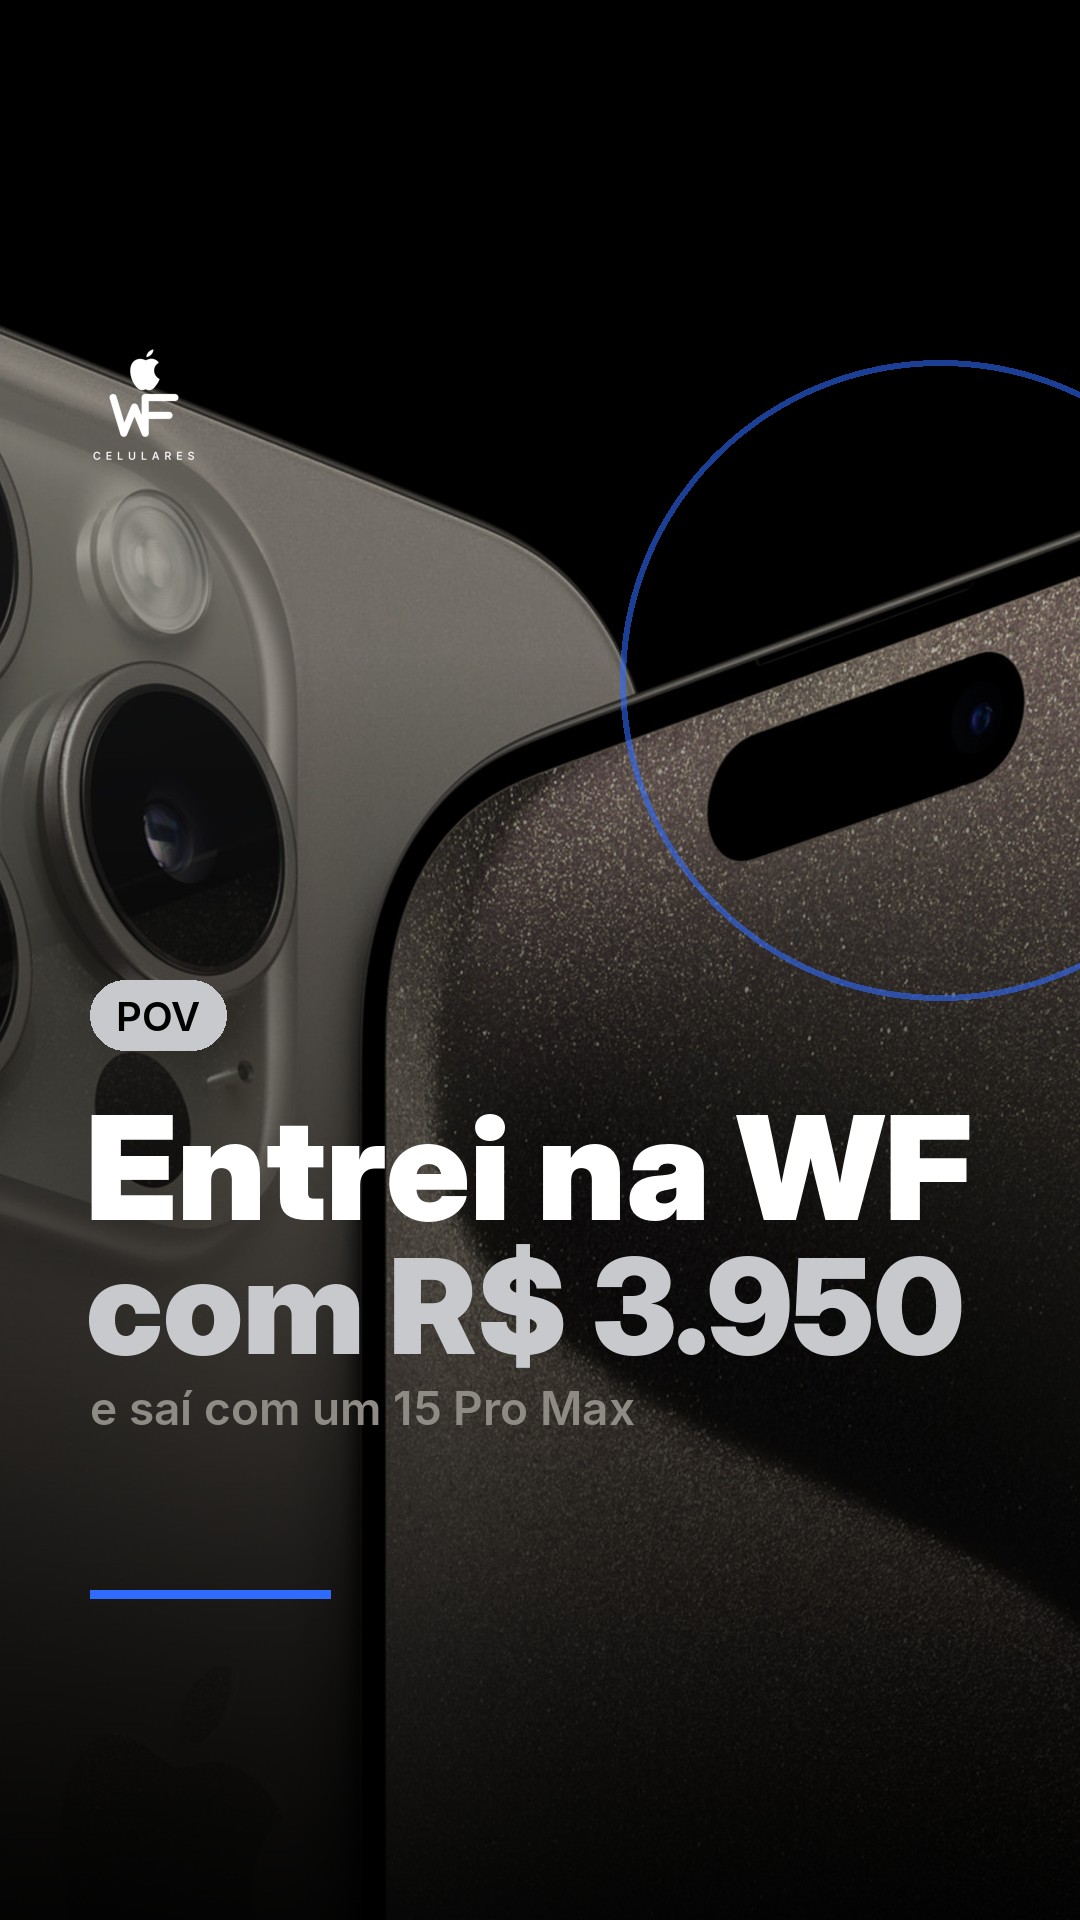 WF
CELULARES
POV
Entrei na WF
com R$ 3.950
e saí com um 15 Pro Max